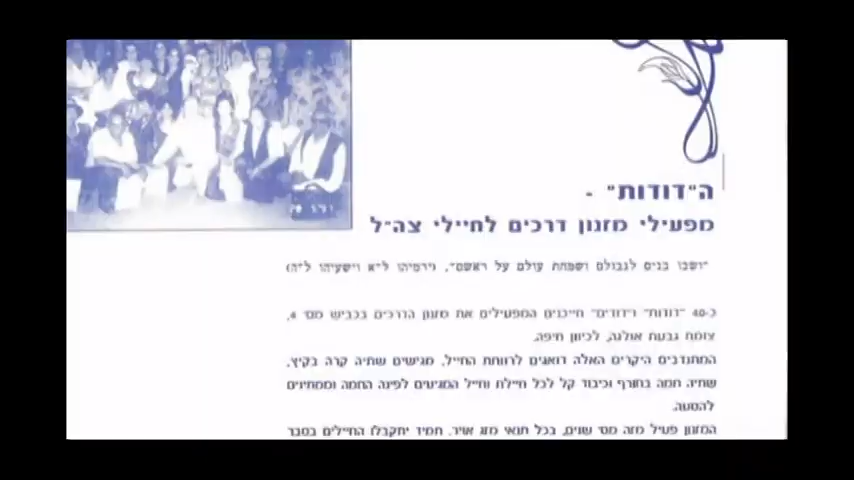 ה"דודות" -
מפעילי מזנון דרכים לחיילי צה"ל
"ושבו בנים לגבולם ושמחת עולם על ראשם", (ירמיהו ל"א וישעיהו ל"ה)
כ-40 "דודות" ו"דודים" חייכנים המפעילים את מזנון הדרכים בכביש מס' 4,
צומת גבעת אולגה, לכיוון חיפה.
המתנדבים היקרים האלה דואגים לרווחת החייל, מגישים שתיה קרה בקיץ,
שתיה חמה בחורף וכיבוד קל לכל חיילת וחייל המגיעים לפינה החמה וממתינים
להסעה.
המזנון פעיל מזה מס' שנים, בכל תנאי מזג אויר. תמיד יתקבלו החיילים בסבר